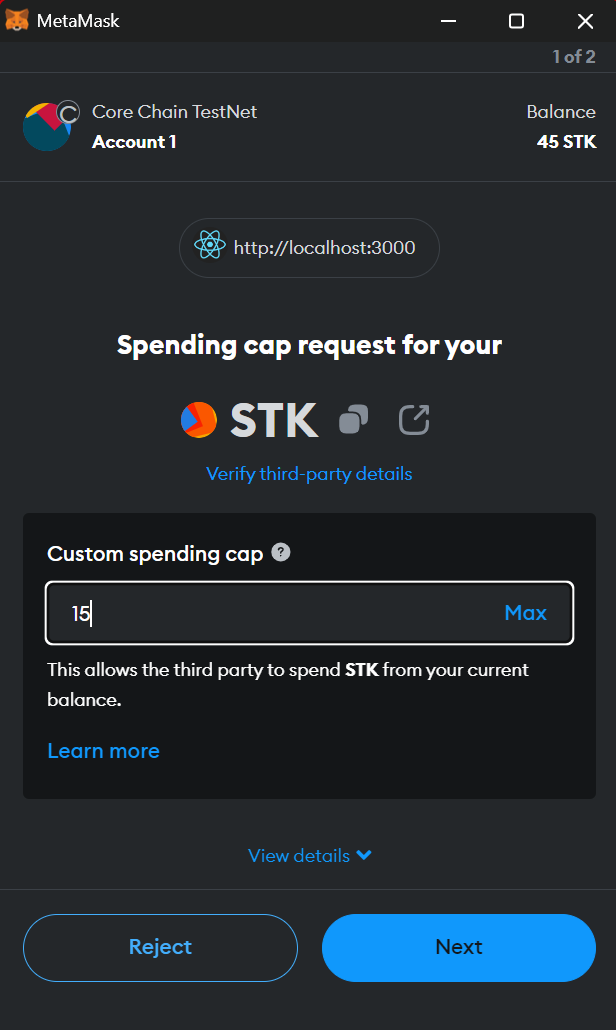 MetaMask
1 of 2
Core Chain TestNet
Balance
Account 1
45 STK
http://localhost:3000
Spending cap request for your
STK
Verify third-party details
Custom spending cap ?
15
Max
This allows the third party to spend STK from your current
balance.
Learn more
View details
Reject
Next